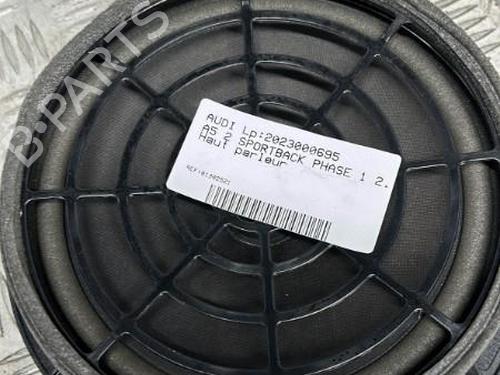 B-PARTS
AUDI Lp:2023000695
A5 2 SPORTBACK PHASE 1 2.
Haut parleur